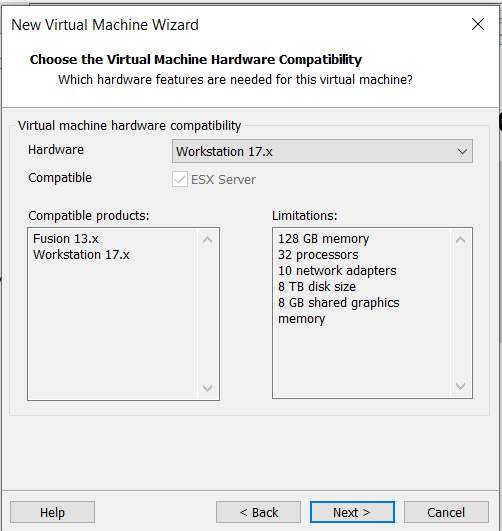 New Virtual Machine Wizard
Choose the Virtual Machine Hardware Compatibility
Which hardware features are needed for this virtual machine?
Virtual machine hardware compatibility
Hardware
Workstation 17.x
Compatible
ESX Server
Compatible products:
Fusion 13.x
Workstation 17.x
Limitations:
128 GB memory
32 processors
10 network adapters
8 TB disk size
8 GB shared graphics
memory
Help
< Back
Next >
Cancel